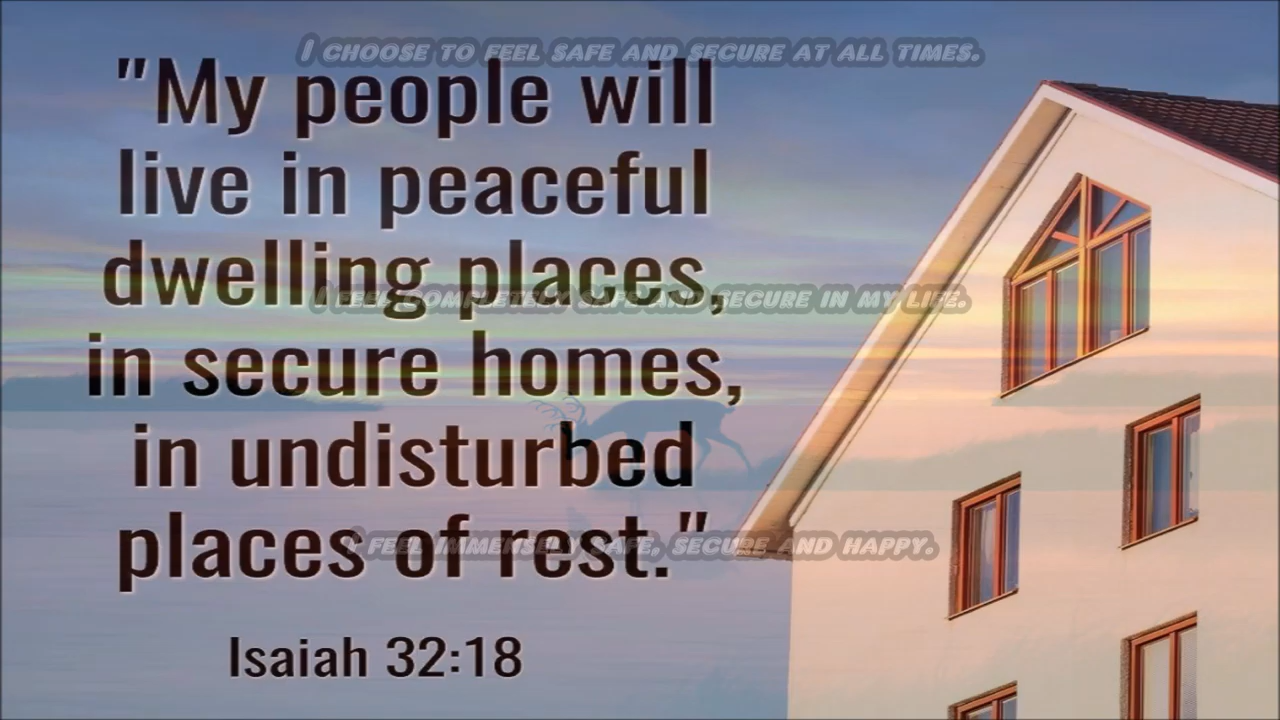 I CHOOSE TO FEEL SAFE AND SECURE AT ALL TIMES.
"My people will
live in peaceful
dwelling places,
I FEEL COMPLETELY SAFE AND SECURE IN MY LIFE.
in secure homes,
in undisturbed
places of rest."
I FEEL IMMENSELY SAFE, SECURE AND HAPPY.
Isaiah 32:18